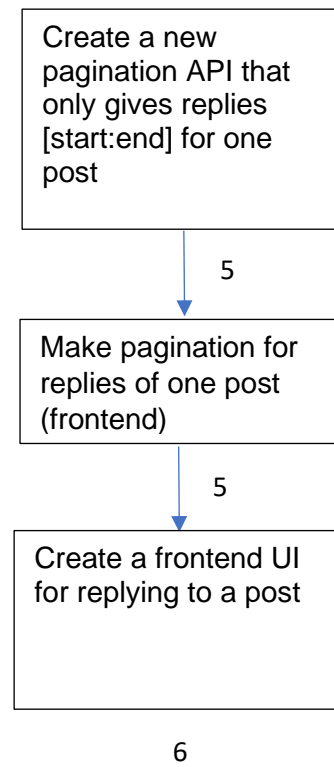 Create a new
pagination API that
only gives replies
[start:end] for one
post
5
Make pagination for
replies of one post
(frontend)
5
Create a frontend UI
for replying to a post
6